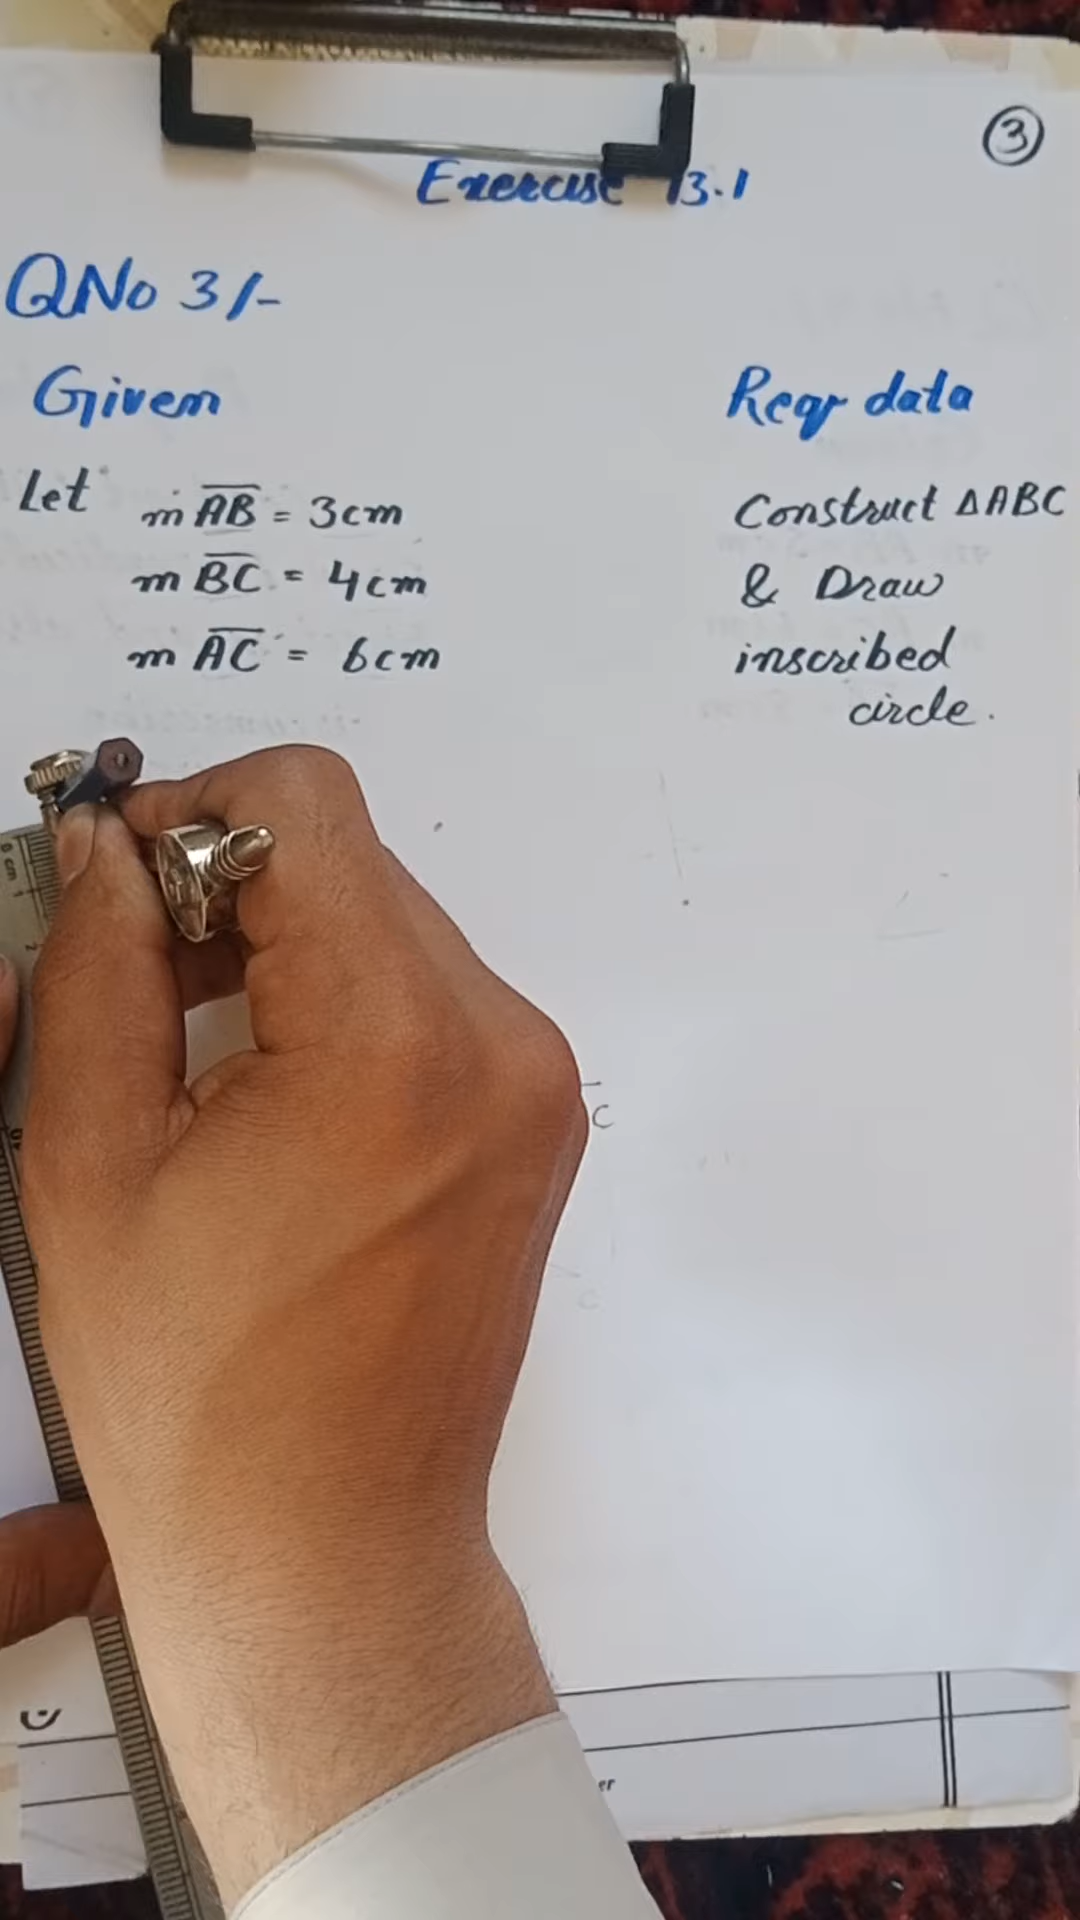 3
Exercise 13.1
QNo 3/-
Given
Reqr data
Let m AB = 3cm
m BC = 4cm
m AC = 6cm
Construct ΔABC
& Draw
inscribed
circle.
C
C